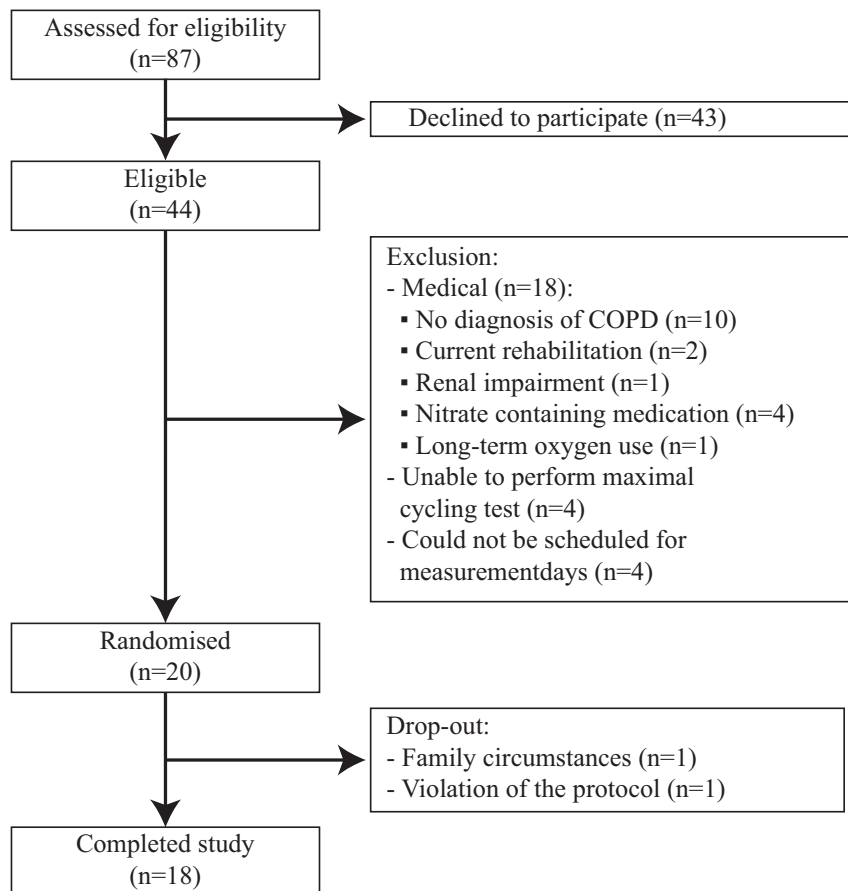 Assessed for eligibility
(n=87)
Declined to participate (n=43)
Eligible
(n=44)
Exclusion:
- Medical (n=18):
▪ No diagnosis of COPD (n=10)
▪ Current rehabilitation (n=2)
▪ Renal impairment (n=1)
▪ Nitrate containing medication (n=4)
▪ Long-term oxygen use (n=1)
- Unable to perform maximal
cycling test (n=4)
- Could not be scheduled for
measurementdays (n=4)
Randomised
(n=20)
Drop-out:
- Family circumstances (n=1)
- Violation of the protocol (n=1)
Completed study
(n=18)